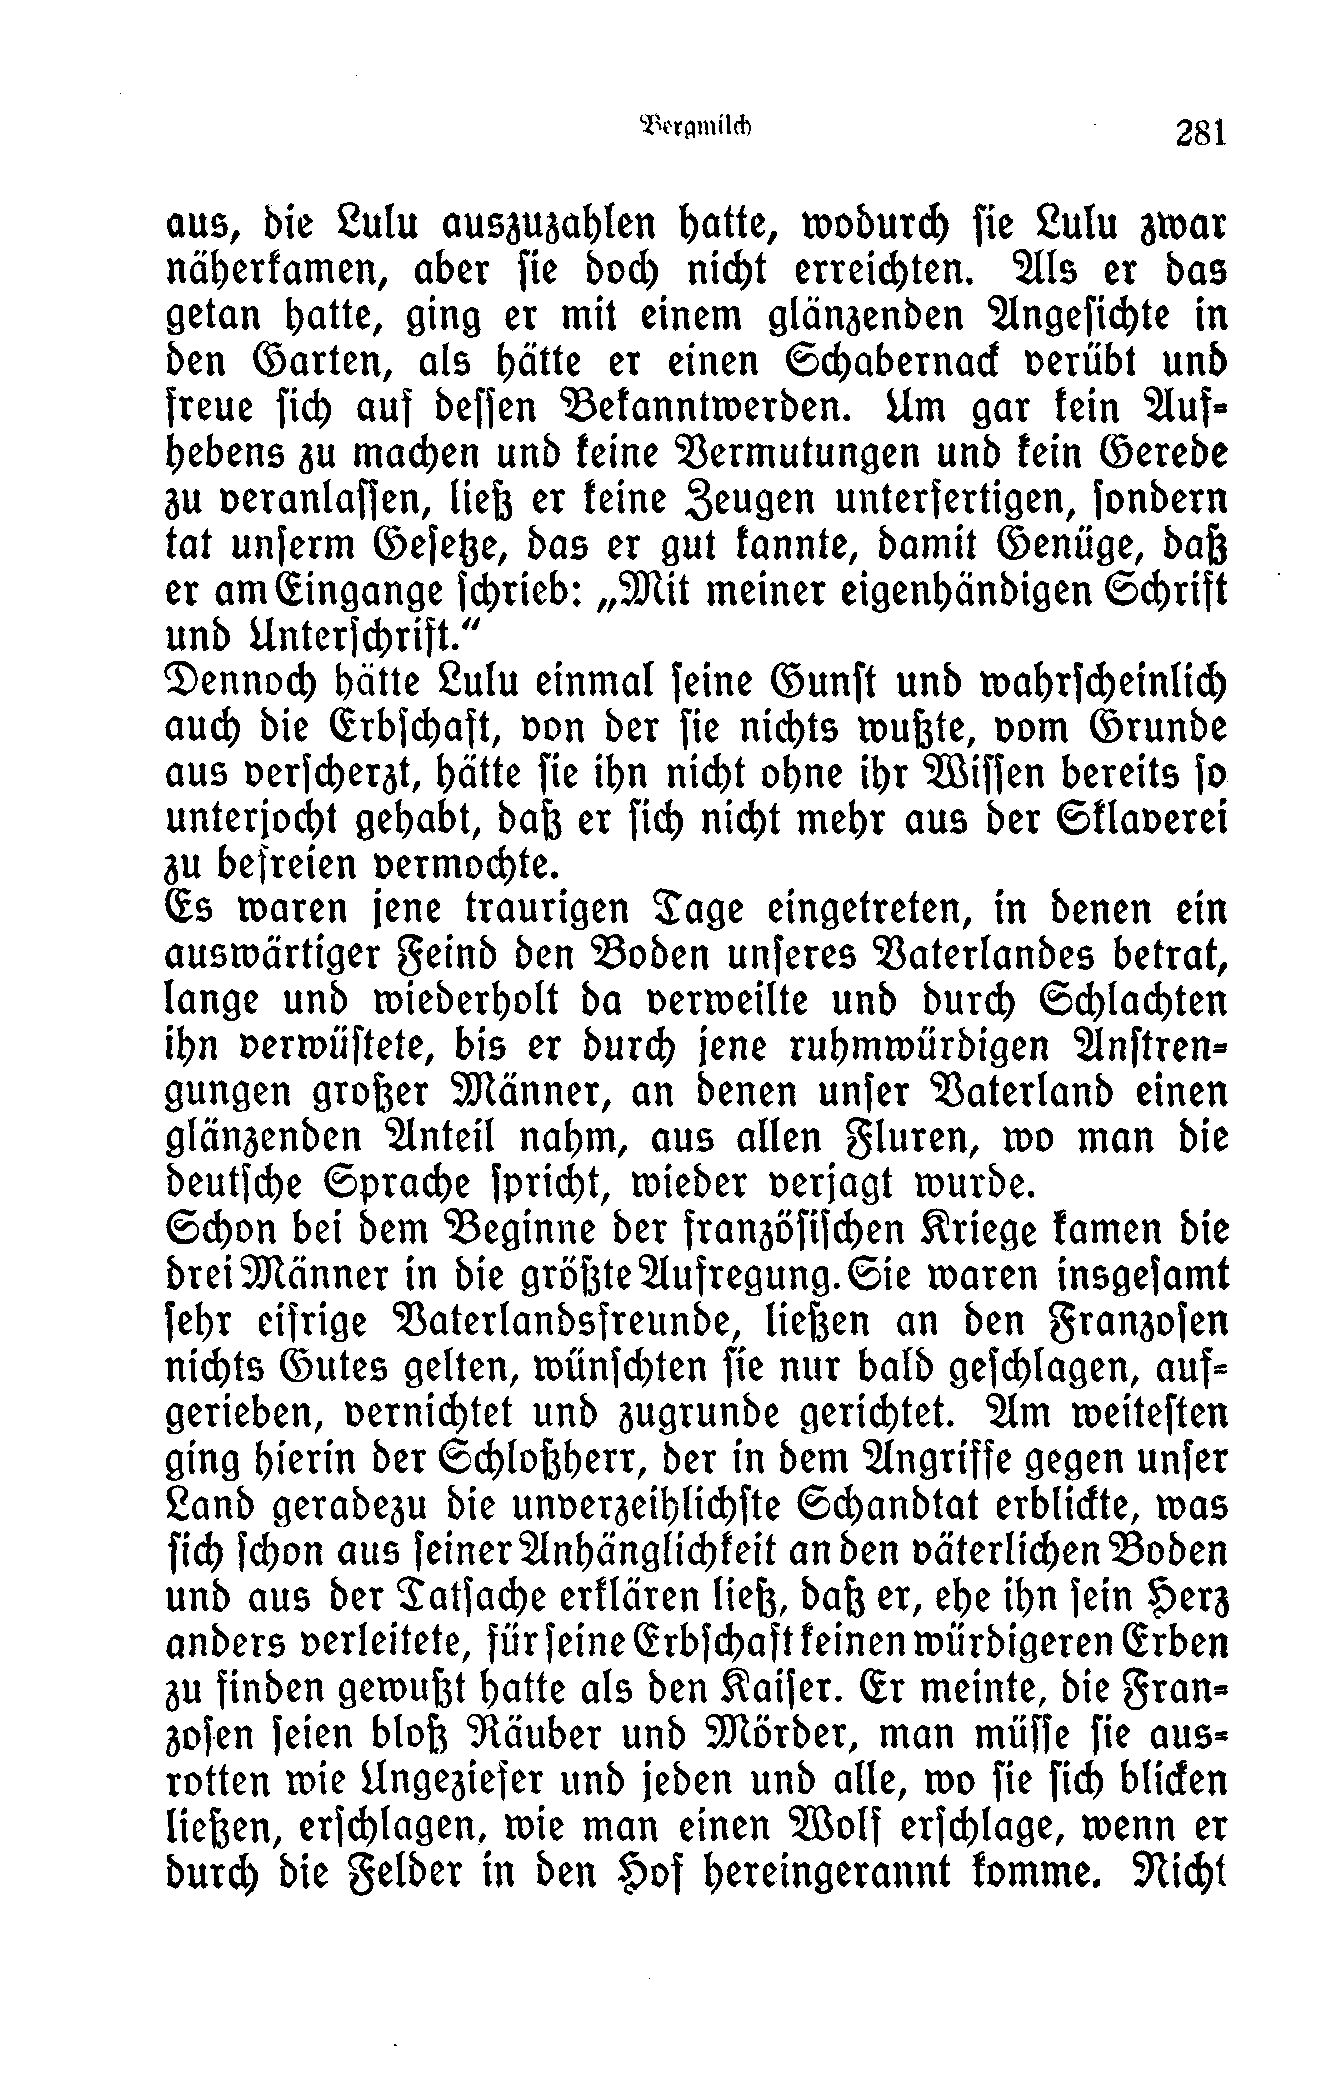 Bergmilch 281
aus, die Lulu auszuzahlen hatte, wodurch sie Lulu zwar
näherkamen, aber sie doch nicht erreichten. Als er das
getan hatte, ging er mit einem glänzenden Angesichte in
den Garten, als hätte er einen Schabernack verübt und
freue sich auf dessen Bekanntwerden. Um gar kein Auf-
hebens zu machen und keine Vermutungen und kein Gerede
zu veranlassen, ließ er keine Zeugen unterfertigen, sondern
tat unserm Gesetze, das er gut kannte, damit Genüge, daß
er am Eingange schrieb: „Mit meiner eigenhändigen Schrift
und Unterschrift.“
Dennoch hätte Lulu einmal seine Gunst und wahrscheinlich
auch die Erbschaft, von der sie nichts wußte, vom Grunde
aus verscherzt, hätte sie ihn nicht ohne ihr Wissen bereits so
unterjocht gehabt, daß er sich nicht mehr aus der Sklaverei
zu befreien vermochte.
Es waren jene traurigen Tage eingetreten, in denen ein
auswärtiger Feind den Boden unseres Vaterlandes betrat,
lange und wiederholt da verweilte und durch Schlachten
ihn verwüstete, bis er durch jene ruhmwürdigen Anstren-
gungen großer Männer, an denen unser Vaterland einen
glänzenden Anteil nahm, aus allen Fluren, wo man die
deutsche Sprache spricht, wieder verjagt wurde.
Schon bei dem Beginne der französischen Kriege kamen die
drei Männer in die größte Aufregung. Sie waren insgesamt
sehr eifrige Vaterlandsfreunde, ließen an den Franzosen
nichts Gutes gelten, wünschten sie nur bald geschlagen, auf-
gerieben, vernichtet und zugrunde gerichtet. Am weitesten
ging hierin der Schloßherr, der in dem Angriffe gegen unser
Land geradezu die unverzeihlichste Schandtat erblickte, was
sich schon aus seiner Anhänglichkeit an den väterlichen Boden
und aus der Tatsache erklären ließ, daß er, ehe ihn sein Herz
anders verleitete, für seine Erbschaft keinen würdigeren Erben
zu finden gewußt hatte als den Kaiser. Er meinte, die Fran-
zosen seien bloß Räuber und Mörder, man müsse sie aus-
rotten wie Ungeziefer und jeden und alle, wo sie sich blicken
ließen, erschlagen, wie man einen Wolf erschlage, wenn er
durch die Felder in den Hof hereingerannt komme. Nicht